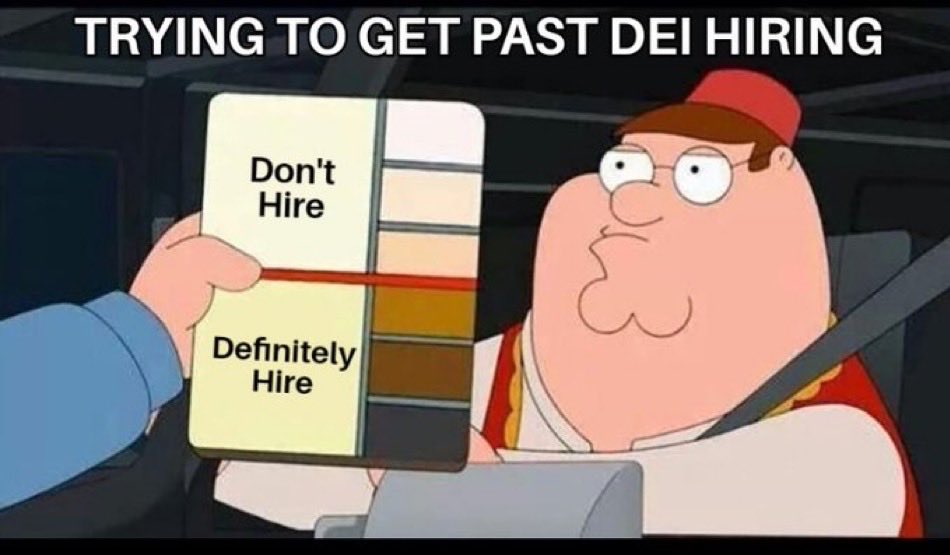 TRYING TO GET PAST DEI HIRING
Don't
Hire
Definitely
Hire